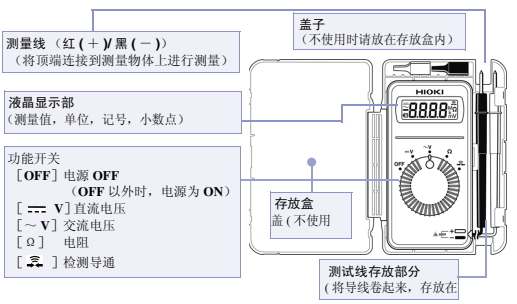 测量线（红 (＋)/ 黑 (－)）
（将顶端连接到测量物体上进行测量）
盖子
（不使用时请放在存放盒内）
液晶显示部
(测量值，单位，记号，小数点）
功能开关
［OFF］电源 OFF
（OFF 以外时，电源为 ON）
［⎓ V］直流电压
［～ V］交流电压
［Ω］ 电阻
［ ］检测导通
存放盒
盖 ( 不使用
测试线存放部分
( 将导线卷起来，存放在
HIOKI
8.8.8.8
OFF
⎓V
～V
Ω